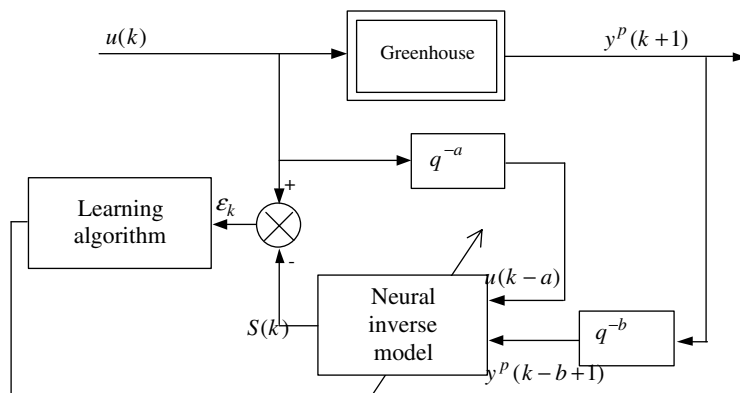 u(k)
Greenhouse
y^p(k+1)
q^{-a}
+
Learning
algorithm
ε_k
-
u(k−a)
Neural
inverse
model
S(k)
q^{-b}
y^p(k−b+1)